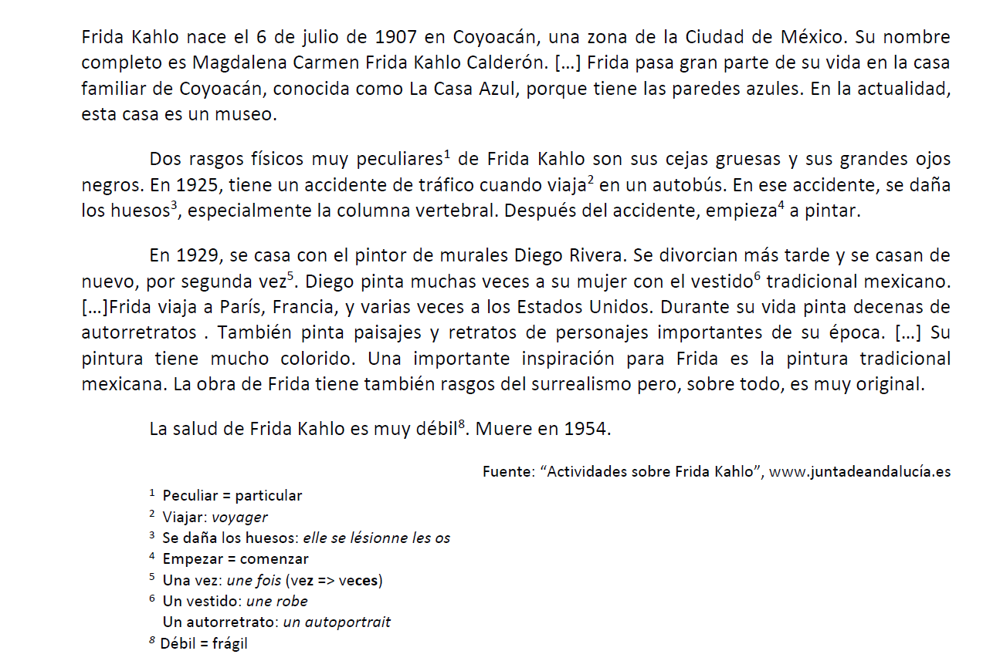 Frida Kahlo nace el 6 de julio de 1907 en Coyoacán, una zona de la Ciudad de México. Su nombre
completo es Magdalena Carmen Frida Kahlo Calderón. […] Frida pasa gran parte de su vida en la casa
familiar de Coyoacán, conocida como La Casa Azul, porque tiene las paredes azules. En la actualidad,
esta casa es un museo.
Dos rasgos físicos muy peculiares¹ de Frida Kahlo son sus cejas gruesas y sus grandes ojos
negros. En 1925, tiene un accidente de tráfico cuando viaja² en un autobús. En ese accidente, se daña
los huesos³, especialmente la columna vertebral. Después del accidente, empieza⁴ a pintar.
En 1929, se casa con el pintor de murales Diego Rivera. Se divorcian más tarde y se casan de
nuevo, por segunda vez⁵. Diego pinta muchas veces a su mujer con el vestido⁶ tradicional mexicano.
[…]Frida viaja a París, Francia, y varias veces a los Estados Unidos. Durante su vida pinta decenas de
autorretratos . También pinta paisajes y retratos de personajes importantes de su época. […] Su
pintura tiene mucho colorido. Una importante inspiración para Frida es la pintura tradicional
mexicana. La obra de Frida tiene también rasgos del surrealismo pero, sobre todo, es muy original.
La salud de Frida Kahlo es muy débil⁸. Muere en 1954.
Fuente: “Actividades sobre Frida Kahlo”, www.juntadeandalucía.es
¹ Peculiar = particular
² Viajar: voyager
³ Se daña los huesos: elle se lésionne les os
⁴ Empezar = comenzar
⁵ Una vez: une fois (vez => veces)
⁶ Un vestido: une robe
Un autorretrato: un autoportrait
⁸ Débil = frágil